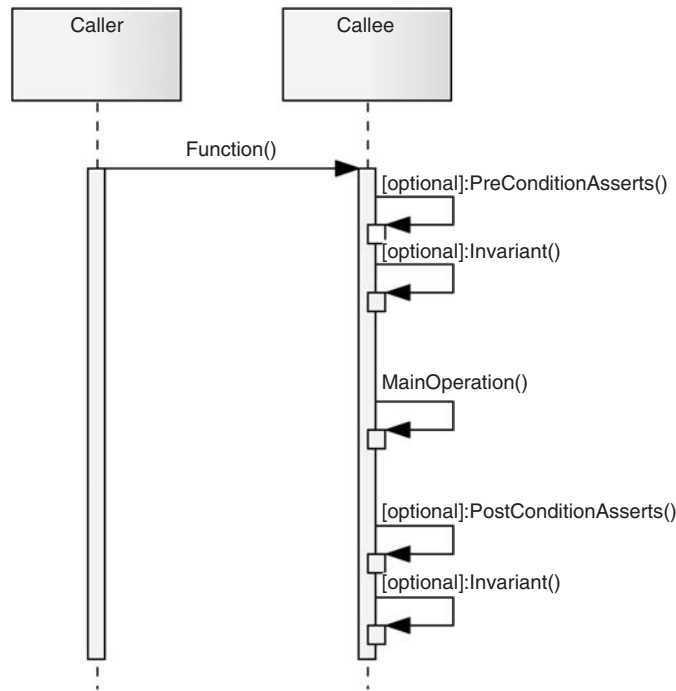 Caller
Callee
Function()
[optional]:PreConditionAsserts()
[optional]:Invariant()
MainOperation()
[optional]:PostConditionAsserts()
[optional]:Invariant()